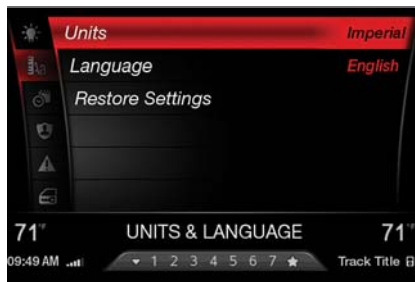 Units Imperial
Language English
Restore Settings
71° UNITS & LANGUAGE 71°
09:49 AM 1 2 3 4 5 6 7 Track Title